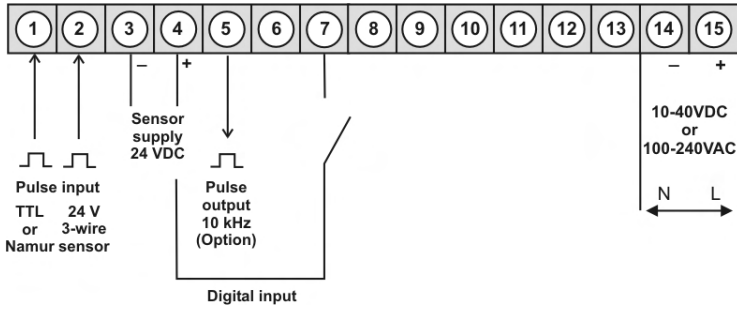 1 2 3 4 5 6 7 8 9 10 11 12 13 14 15
– + – +
Sensor
supply
24 VDC
10-40VDC
or
100-240VAC
Pulse input
TTL
or
Namur
24 V
3-wire
sensor
Pulse
output
10 kHz
(Option)
N L
Digital input